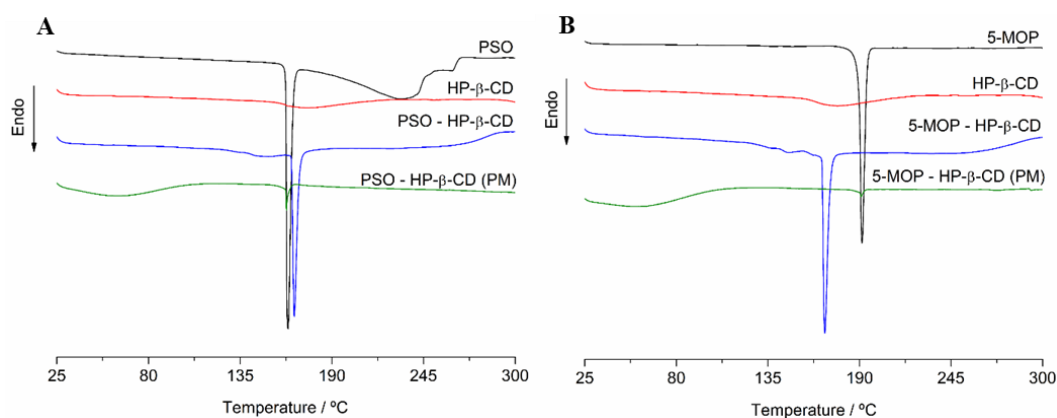 A
PSO
HP-β-CD
PSO - HP-β-CD
PSO - HP-β-CD (PM)
Endo
25 80 135 190 245 300
Temperature / ºC
B
5-MOP
HP-β-CD
5-MOP - HP-β-CD
5-MOP - HP-β-CD (PM)
Endo
25 80 135 190 245 300
Temperature / ºC